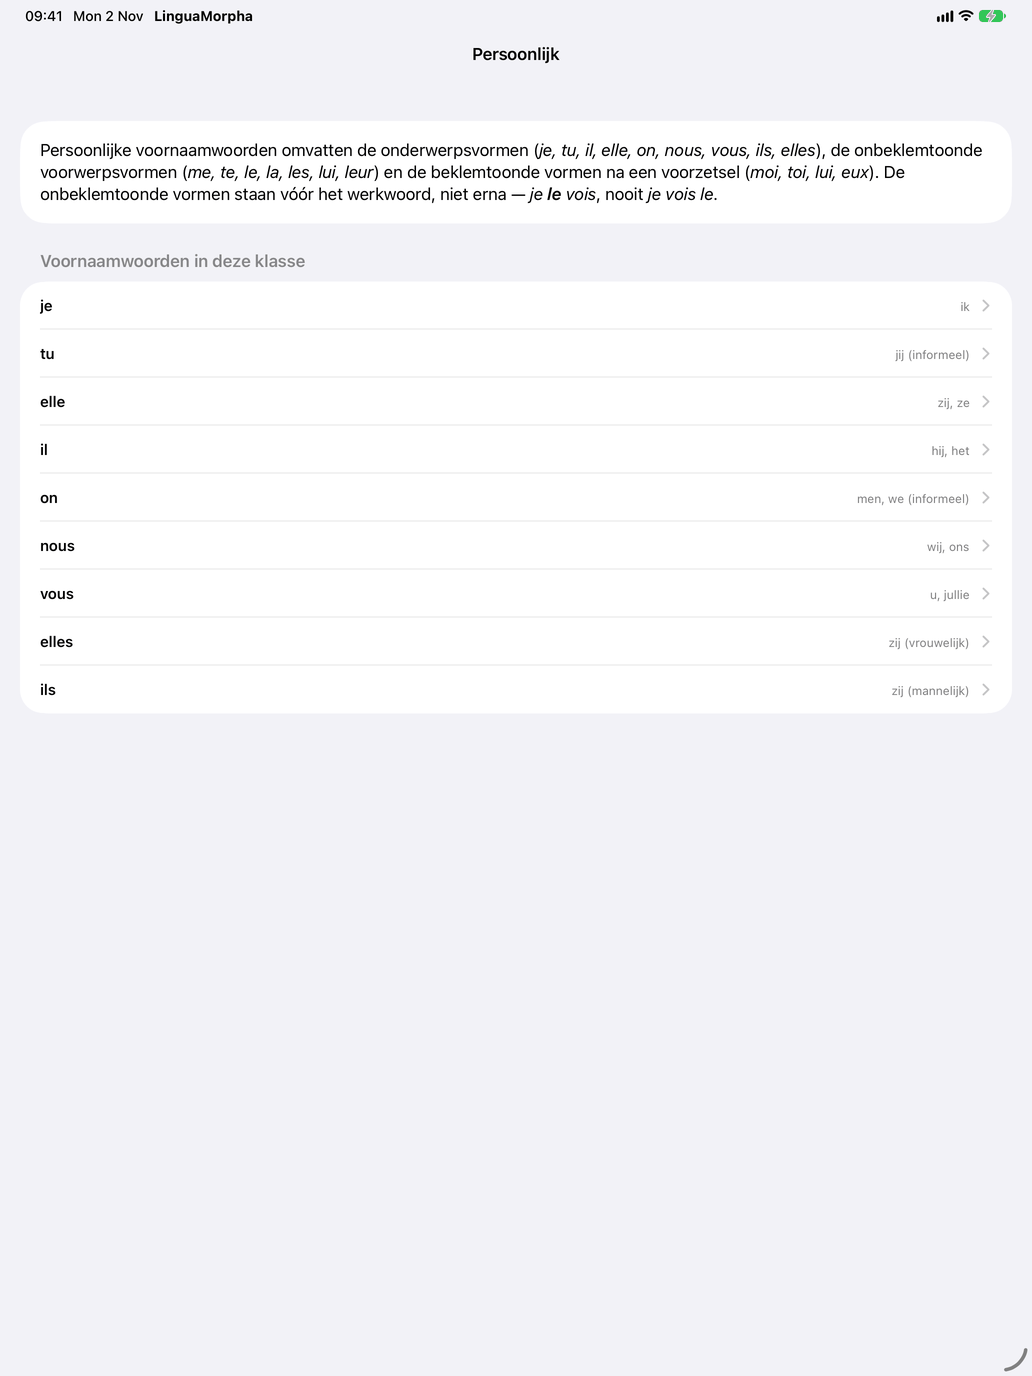 09:41 Mon 2 Nov LinguaMorpha
Persoonlijk
Persoonlijke voornaamwoorden omvatten de onderwerpsvormen (je, tu, il, elle, on, nous, vous, ils, elles), de onbeklemtoonde
voorwerpsvormen (me, te, le, la, les, lui, leur) en de beklemtoonde vormen na een voorzetsel (moi, toi, lui, eux). De
onbeklemtoonde vormen staan vóór het werkwoord, niet erna — je le vois, nooit je vois le.
Voornaamwoorden in deze klasse
je ik
tu jij (informeel)
elle zij, ze
il hij, het
on men, we (informeel)
nous wij, ons
vous u, jullie
elles zij (vrouwelijk)
ils zij (mannelijk)